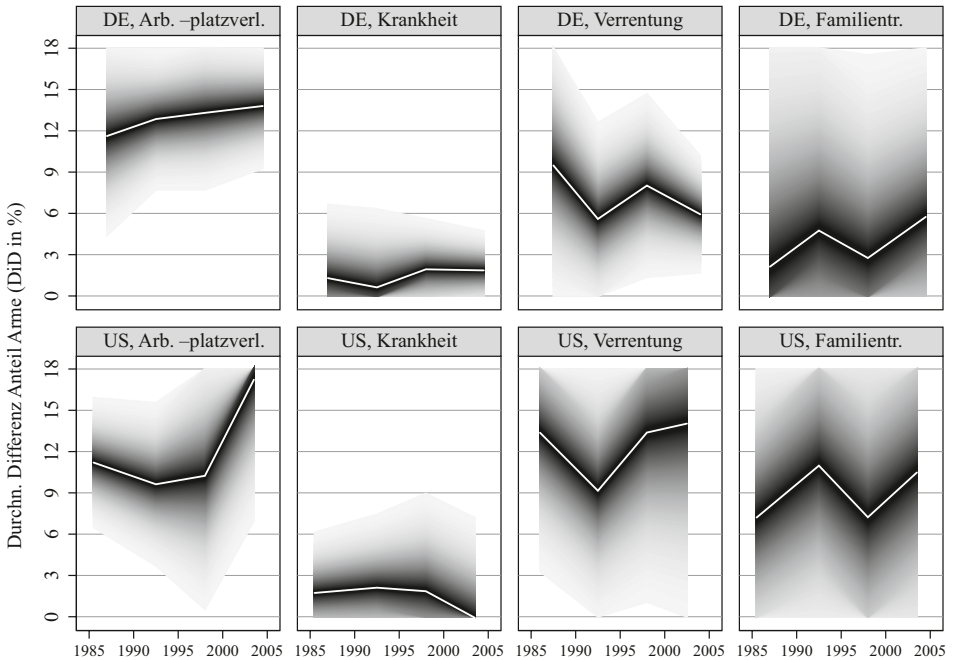 DE, Arb. –platzverl.
DE, Krankheit
DE, Verrentung
DE, Familientr.
18
15
12
9
6
3
0
US, Arb. –platzverl.
US, Krankheit
US, Verrentung
US, Familientr.
18
15
12
9
6
3
0
Durchn. Differenz Anteil Arme (DiD in %)
1985 1990 1995 2000 2005
1985 1990 1995 2000 2005
1985 1990 1995 2000 2005
1985 1990 1995 2000 2005